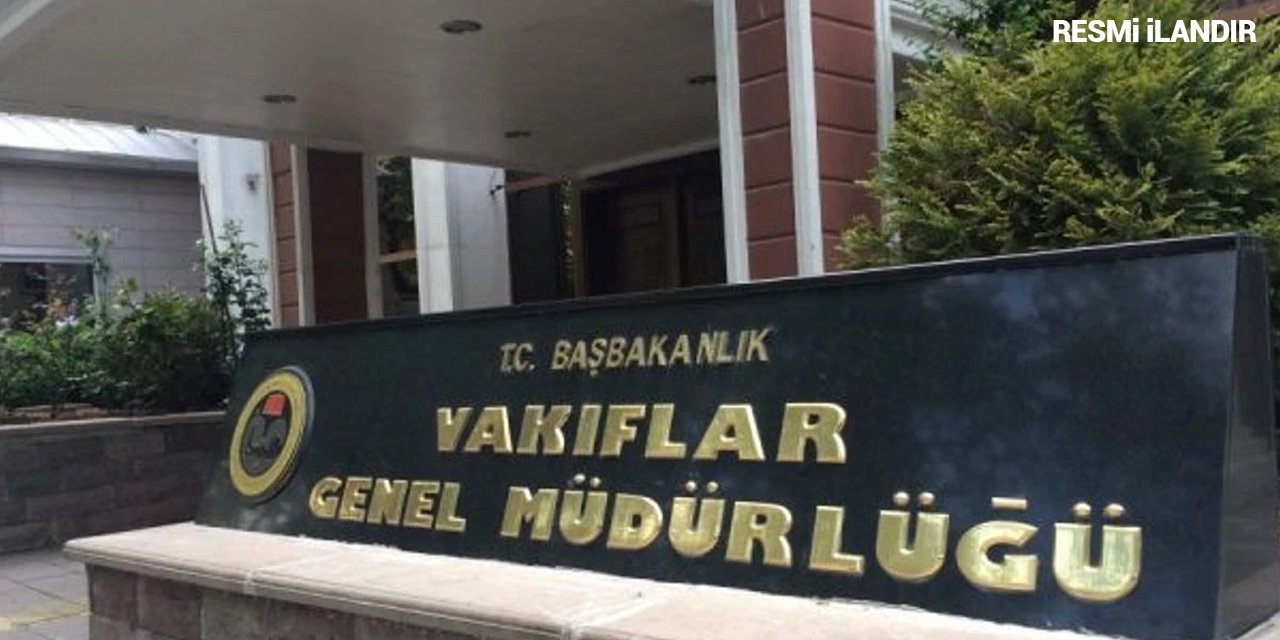 RESMİ İLANDIR
T.C. BAŞBAKANLIK
VAKIFLAR
GENEL MÜDÜRLÜĞÜ